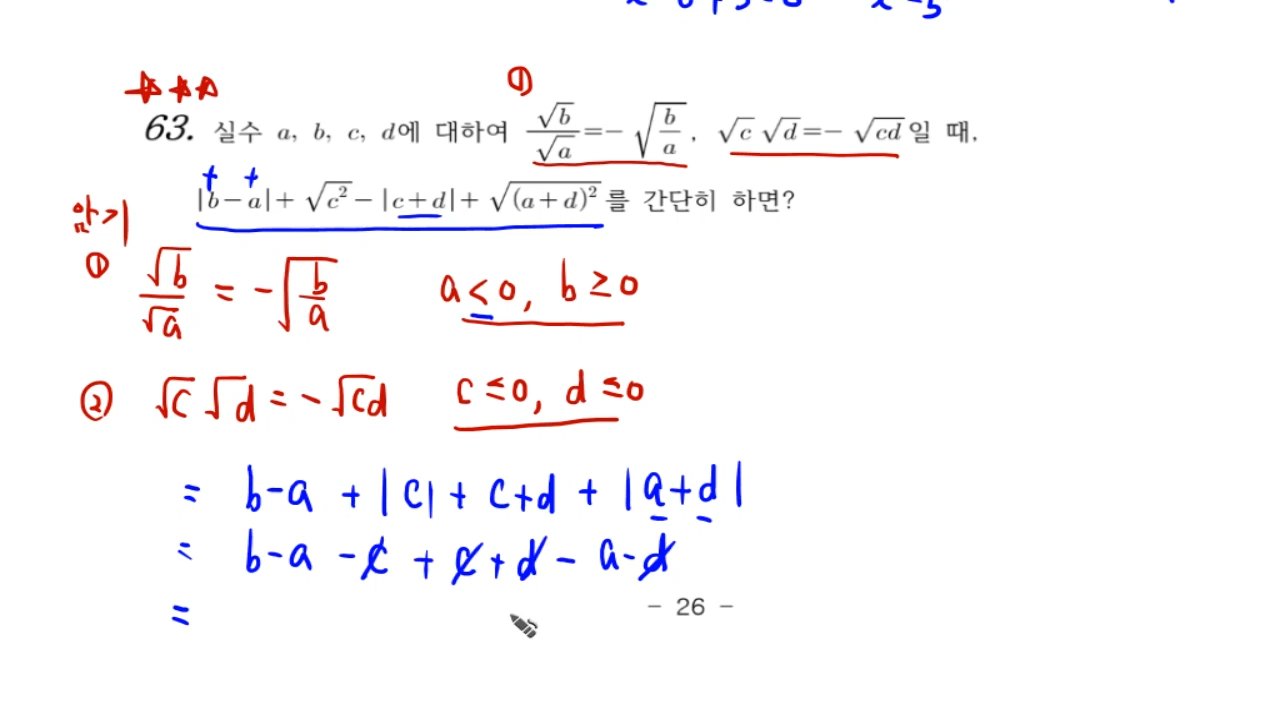 ①
63. 실수 a, b, c, d에 대하여 √b/√a=-√(b/a), √c √d=-√cd 일 때,
+ +
|b-a|+√c²-|c+d|+√(a+d)²를 간단히 하면?
암기
① √b/√a = -√(b/a) a<0, b≥0
② √c √d = -√cd c≤0, d≤0
= b-a +|c|+ c+d + |a+d|
= b-a -c + c+d - a-d
=
- 26 -